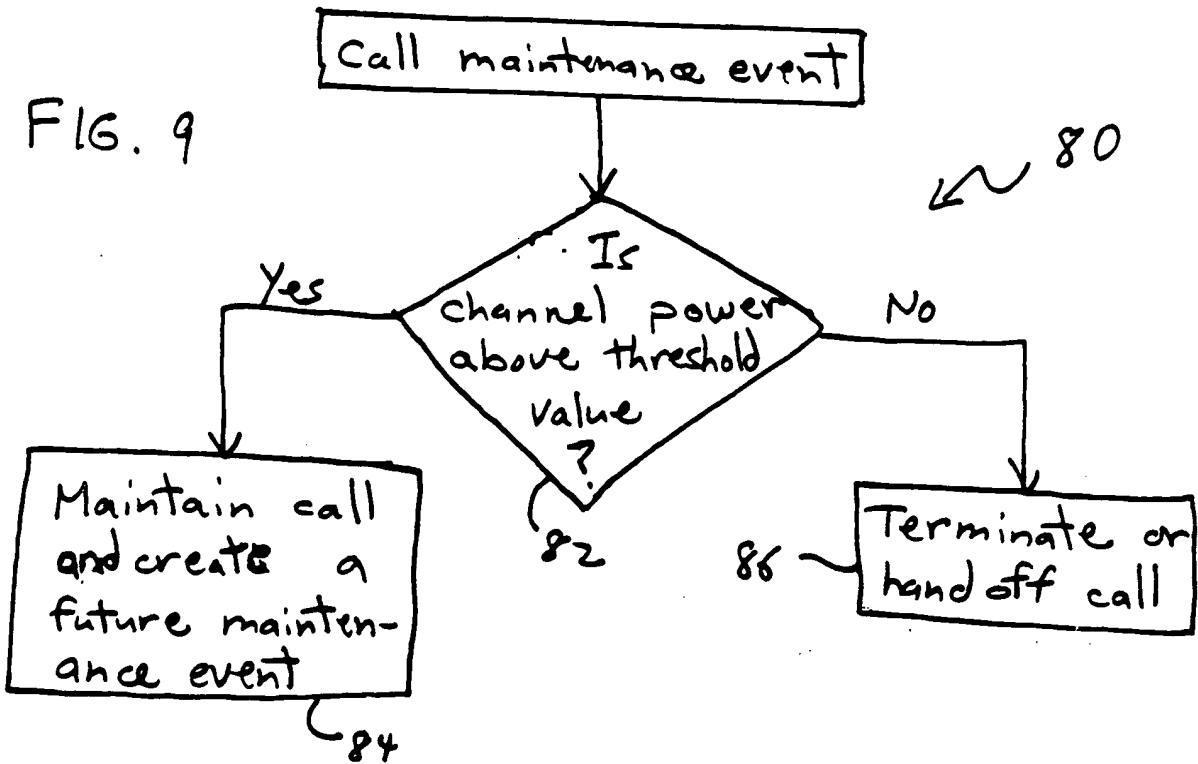 Call maintenance event
FIG. 9
80
Is
channel power
above threshold
value
?
Yes
No
82
Maintain call
and create a
future mainten-
ance event
84
86
Terminate or
hand off call